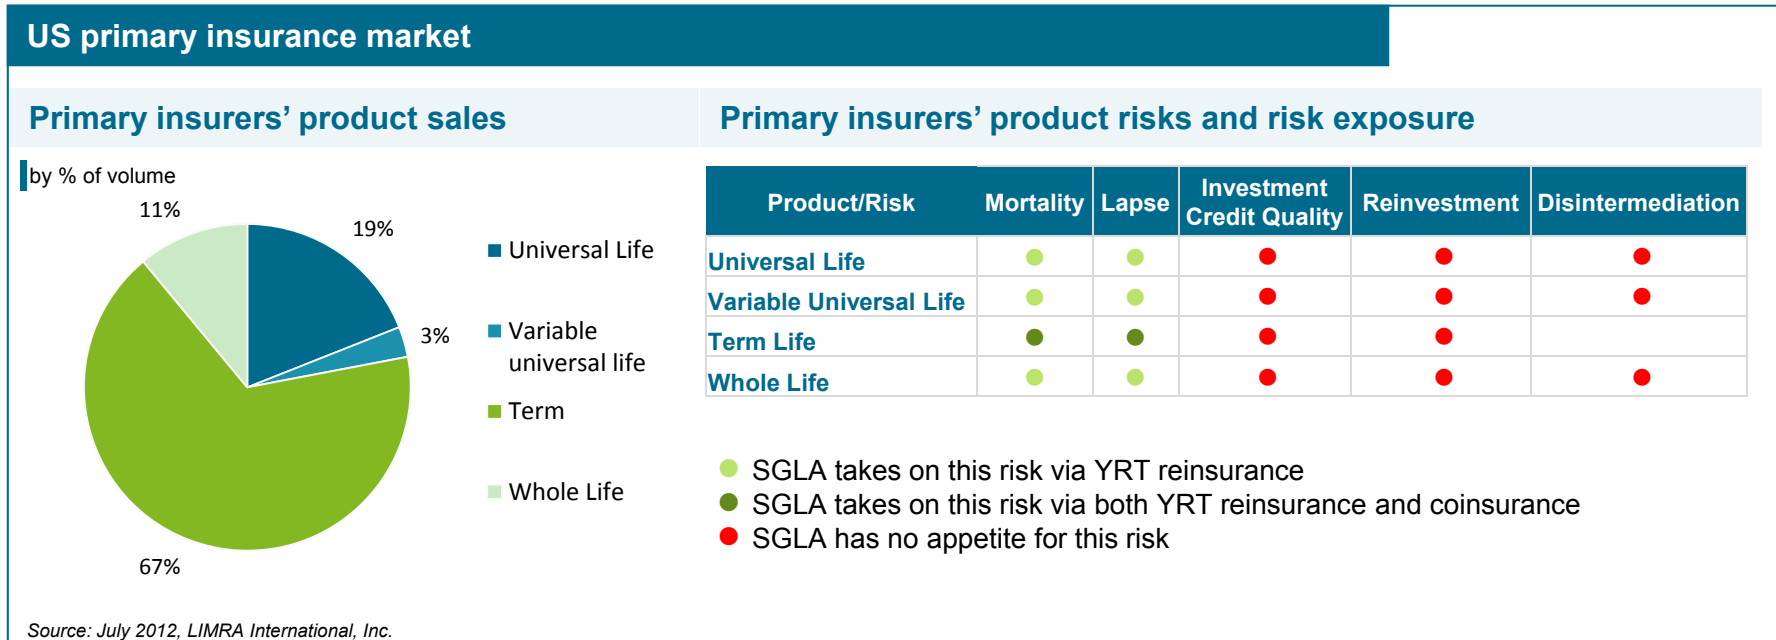 US primary insurance market
Primary insurers’ product sales
by % of volume
11%
19%
3%
67%
Universal Life
Variable
universal life
Term
Whole Life
Source: July 2012, LIMRA International, Inc.
Primary insurers’ product risks and risk exposure
Product/Risk Mortality Lapse Investment Credit Quality Reinvestment Disintermediation
Universal Life
Variable Universal Life
Term Life
Whole Life
SGLA takes on this risk via YRT reinsurance
SGLA takes on this risk via both YRT reinsurance and coinsurance
SGLA has no appetite for this risk